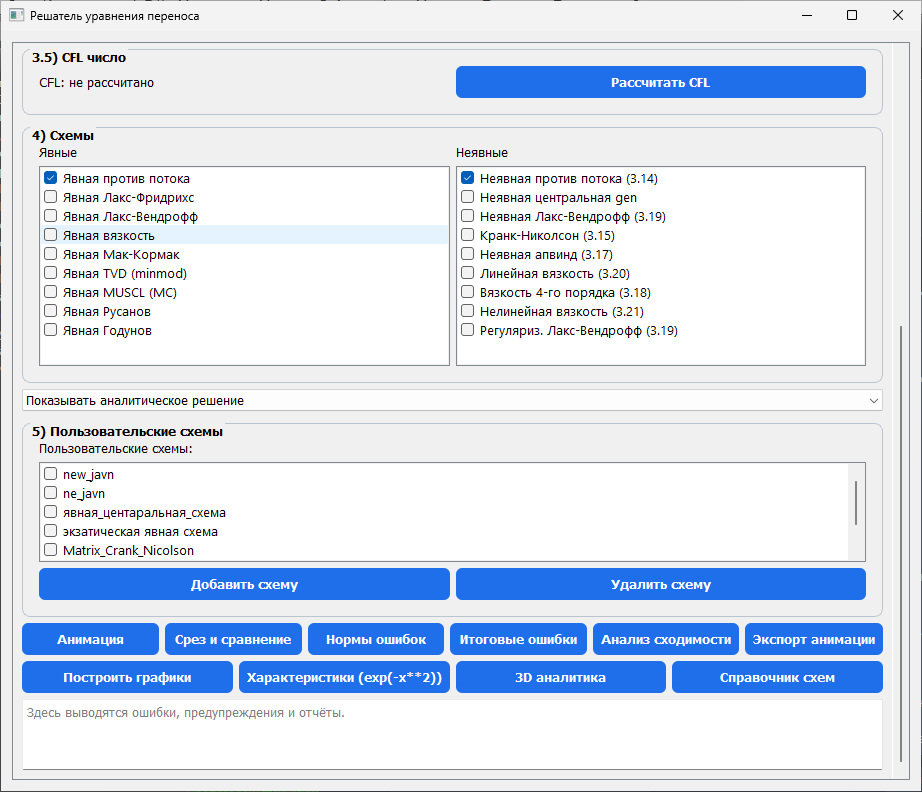 Решатель уравнения переноса
3.5) CFL число
CFL: не рассчитано
Рассчитать CFL
4) Схемы
Явные
Явная против потока
Явная Лакс-Фридрихс
Явная Лакс-Вендрофф
Явная вязкость
Явная Мак-Кормак
Явная TVD (minmod)
Явная MUSCL (MC)
Явная Русанов
Явная Годунов
Неявные
Неявная против потока (3.14)
Неявная центральная gen
Неявная Лакс-Вендрофф (3.19)
Кранк-Николсон (3.15)
Неявная апвинд (3.17)
Линейная вязкость (3.20)
Вязкость 4-го порядка (3.18)
Нелинейная вязкость (3.21)
Регуляриз. Лакс-Вендрофф (3.19)
Показывать аналитическое решение
5) Пользовательские схемы
Пользовательские схемы:
new_javn
ne_javn
явная_центаральная_схема
экзатическая явная схема
Matrix_Crank_Nicolson
Добавить схему
Удалить схему
Анимация
Срез и сравнение
Нормы ошибок
Итоговые ошибки
Анализ сходимости
Экспорт анимации
Построить графики
Характеристики (exp(-x**2))
3D аналитика
Справочник схем
Здесь выводятся ошибки, предупреждения и отчёты.